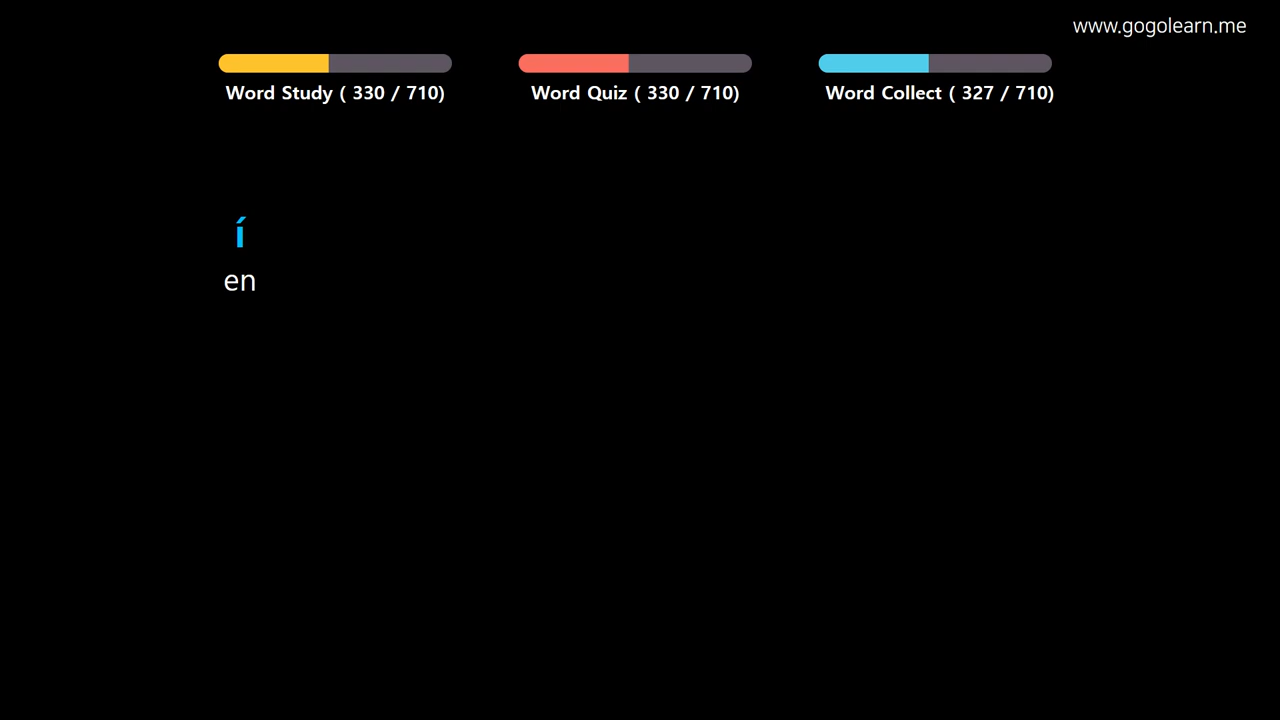 www.gogolearn.me
Word Study ( 330 / 710)
Word Quiz ( 330 / 710)
Word Collect ( 327 / 710)
í
en